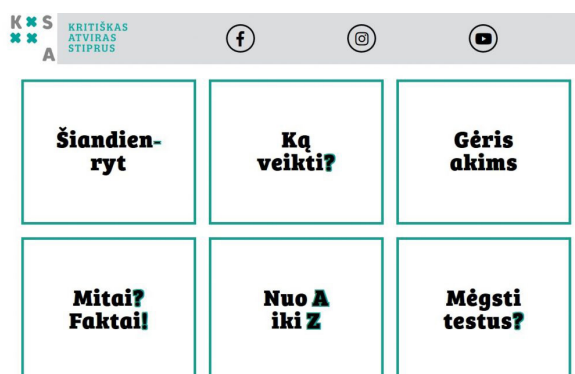 K S
A
KRITIŠKAS
ATVIRAS
STIPRUS
Šiandien-
ryt
Ką
veikti?
Gėris
akims
Mitai?
Faktai!
Nuo A
iki Z
Mėgsti
testus?